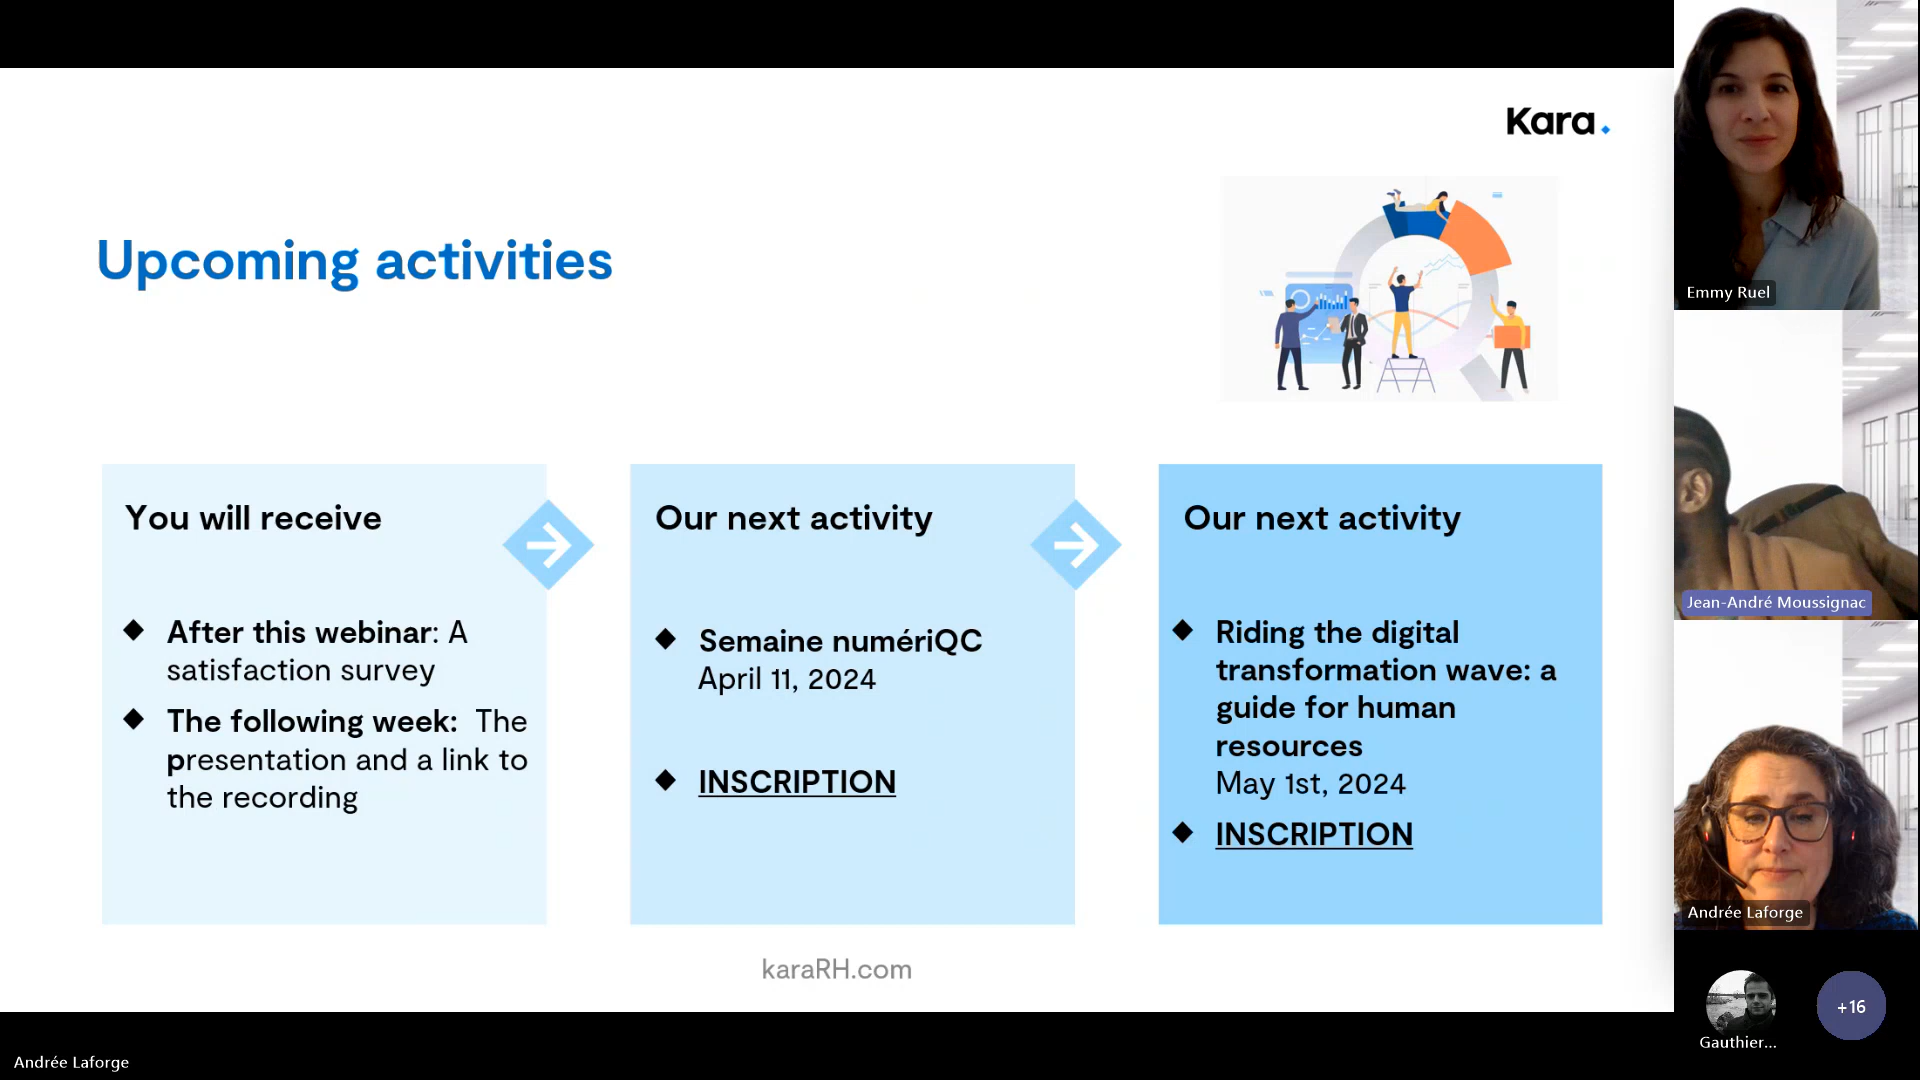 Kara
Upcoming activities
You will receive
After this webinar: A
satisfaction survey
The following week: The
presentation and a link to
the recording
Our next activity
Semaine numériQC
April 11, 2024
INSCRIPTION
Our next activity
Riding the digital
transformation wave: a
guide for human
resources
May 1st, 2024
INSCRIPTION
karaRH.com
Emmy Ruel
Jean-André Moussignac
Andrée Laforge
Gauthier...
+16
Andrée Laforge